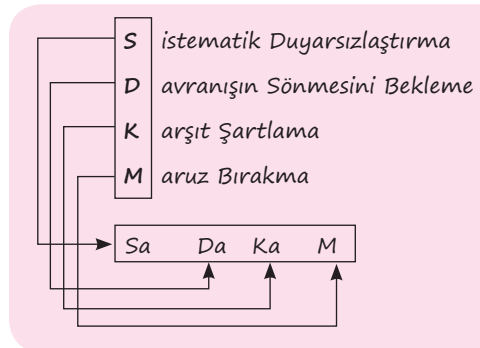 S istematik Duyarsızlaştırma
D avranışın Sönmesini Bekleme
K arşıt Şartlama
M aruz Bırakma
Sa Da Ka M